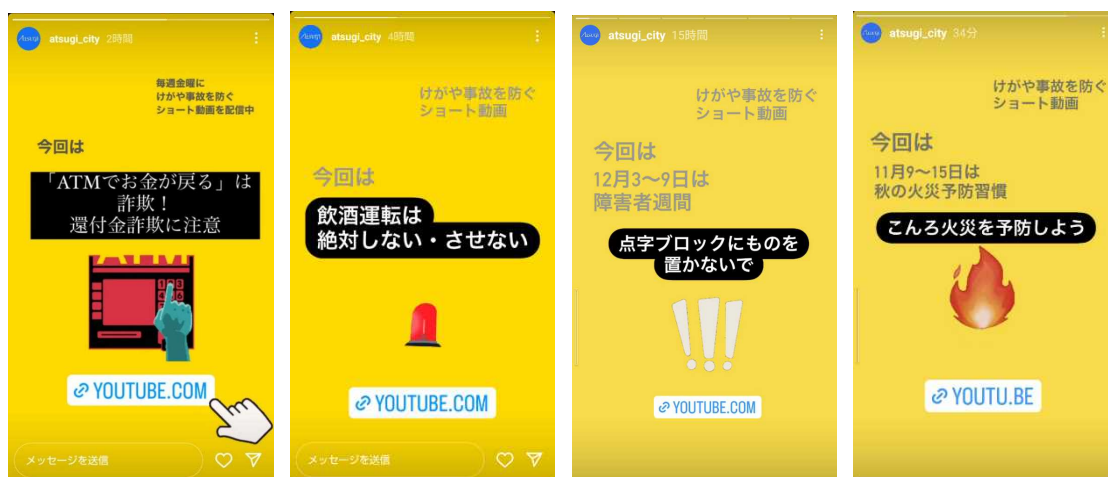 atsugi_city 2時間
毎週金曜に
けがや事故を防ぐ
ショート動画を配信中
今回は
「ATMでお金が戻る」は
詐欺！
還付金詐欺に注意
ATM
YOUTUBE.COM
メッセージを送信
atsugi_city 4時間
けがや事故を防ぐ
ショート動画
今回は
飲酒運転は
絶対しない・させない
YOUTUBE.COM
メッセージを送信
atsugi_city 15時間
けがや事故を防ぐ
ショート動画
今回は
12月3〜9日は
障害者週間
点字ブロックにものを
置かないで
YOUTUBE.COM
atsugi_city 34分
けがや事故を防ぐ
ショート動画
今回は
11月9〜15日は
秋の火災予防習慣
こんろ火災を予防しよう
YOUTU.BE